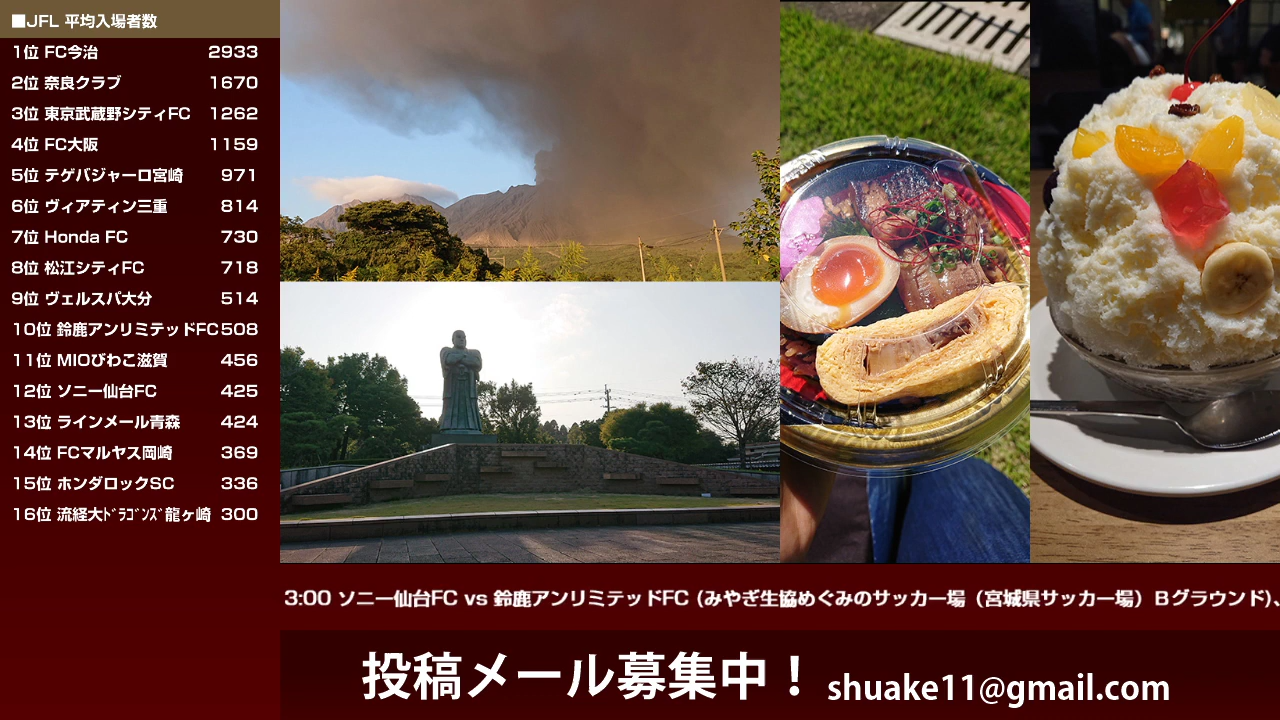 ■JFL 平均入場者数
1位 FC今治 2933
2位 奈良クラブ 1670
3位 東京武蔵野シティFC 1262
4位 FC大阪 1159
5位 テゲバジャーロ宮崎 971
6位 ヴィアティン三重 814
7位 Honda FC 730
8位 松江シティFC 718
9位 ヴェルスパ大分 514
10位 鈴鹿アンリミテッドFC 508
11位 MIOびわこ滋賀 456
12位 ソニー仙台FC 425
13位 ラインメール青森 424
14位 FCマルヤス岡崎 369
15位 ホンダロックSC 336
16位 流経大ﾄﾞﾗｺﾞﾝｽﾞ龍ヶ崎 300
3:00 ソニー仙台FC vs 鈴鹿アンリミテッドFC (みやぎ生協めぐみのサッカー場（宮城県サッカー場）Ｂグラウンド)、
投稿メール募集中！ shuake11@gmail.com